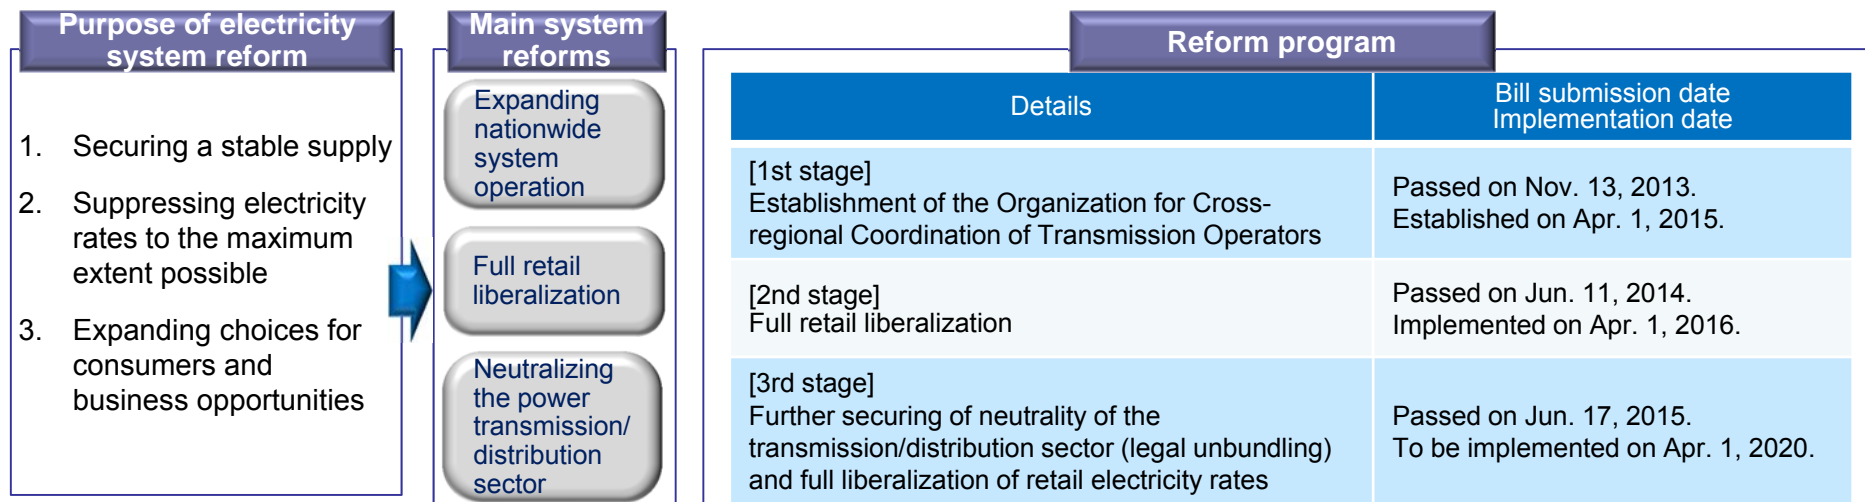 Purpose of electricity
system reform
1. Securing a stable supply
2. Suppressing electricity
rates to the maximum
extent possible
3. Expanding choices for
consumers and
business opportunities
Main system
reforms
Expanding
nationwide
system
operation
Full retail
liberalization
Neutralizing
the power
transmission/
distribution
sector
Reform program
Details
Bill submission date
Implementation date
[1st stage]
Establishment of the Organization for Cross-
regional Coordination of Transmission Operators
Passed on Nov. 13, 2013.
Established on Apr. 1, 2015.
[2nd stage]
Full retail liberalization
Passed on Jun. 11, 2014.
Implemented on Apr. 1, 2016.
[3rd stage]
Further securing of neutrality of the
transmission/distribution sector (legal unbundling)
and full liberalization of retail electricity rates
Passed on Jun. 17, 2015.
To be implemented on Apr. 1, 2020.